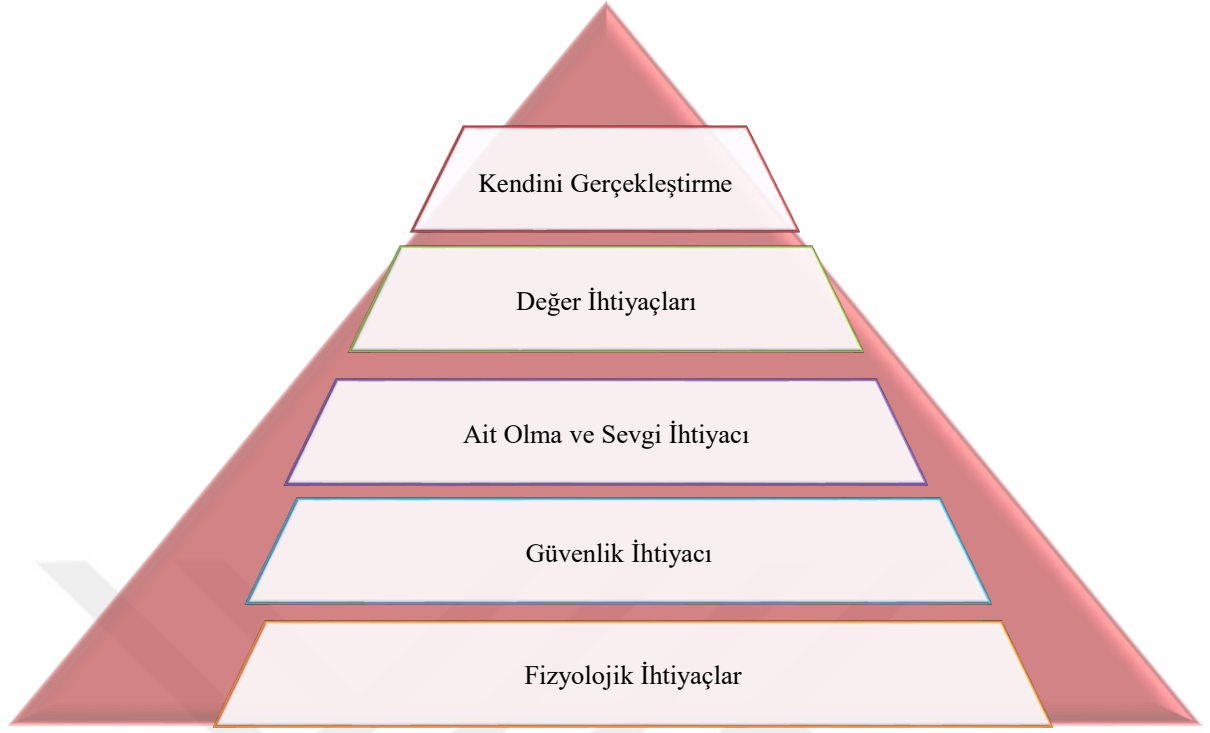 Kendini Gerçekleştirme
Değer İhtiyaçları
Ait Olma ve Sevgi İhtiyacı
Güvenlik İhtiyacı
Fizyolojik İhtiyaçlar